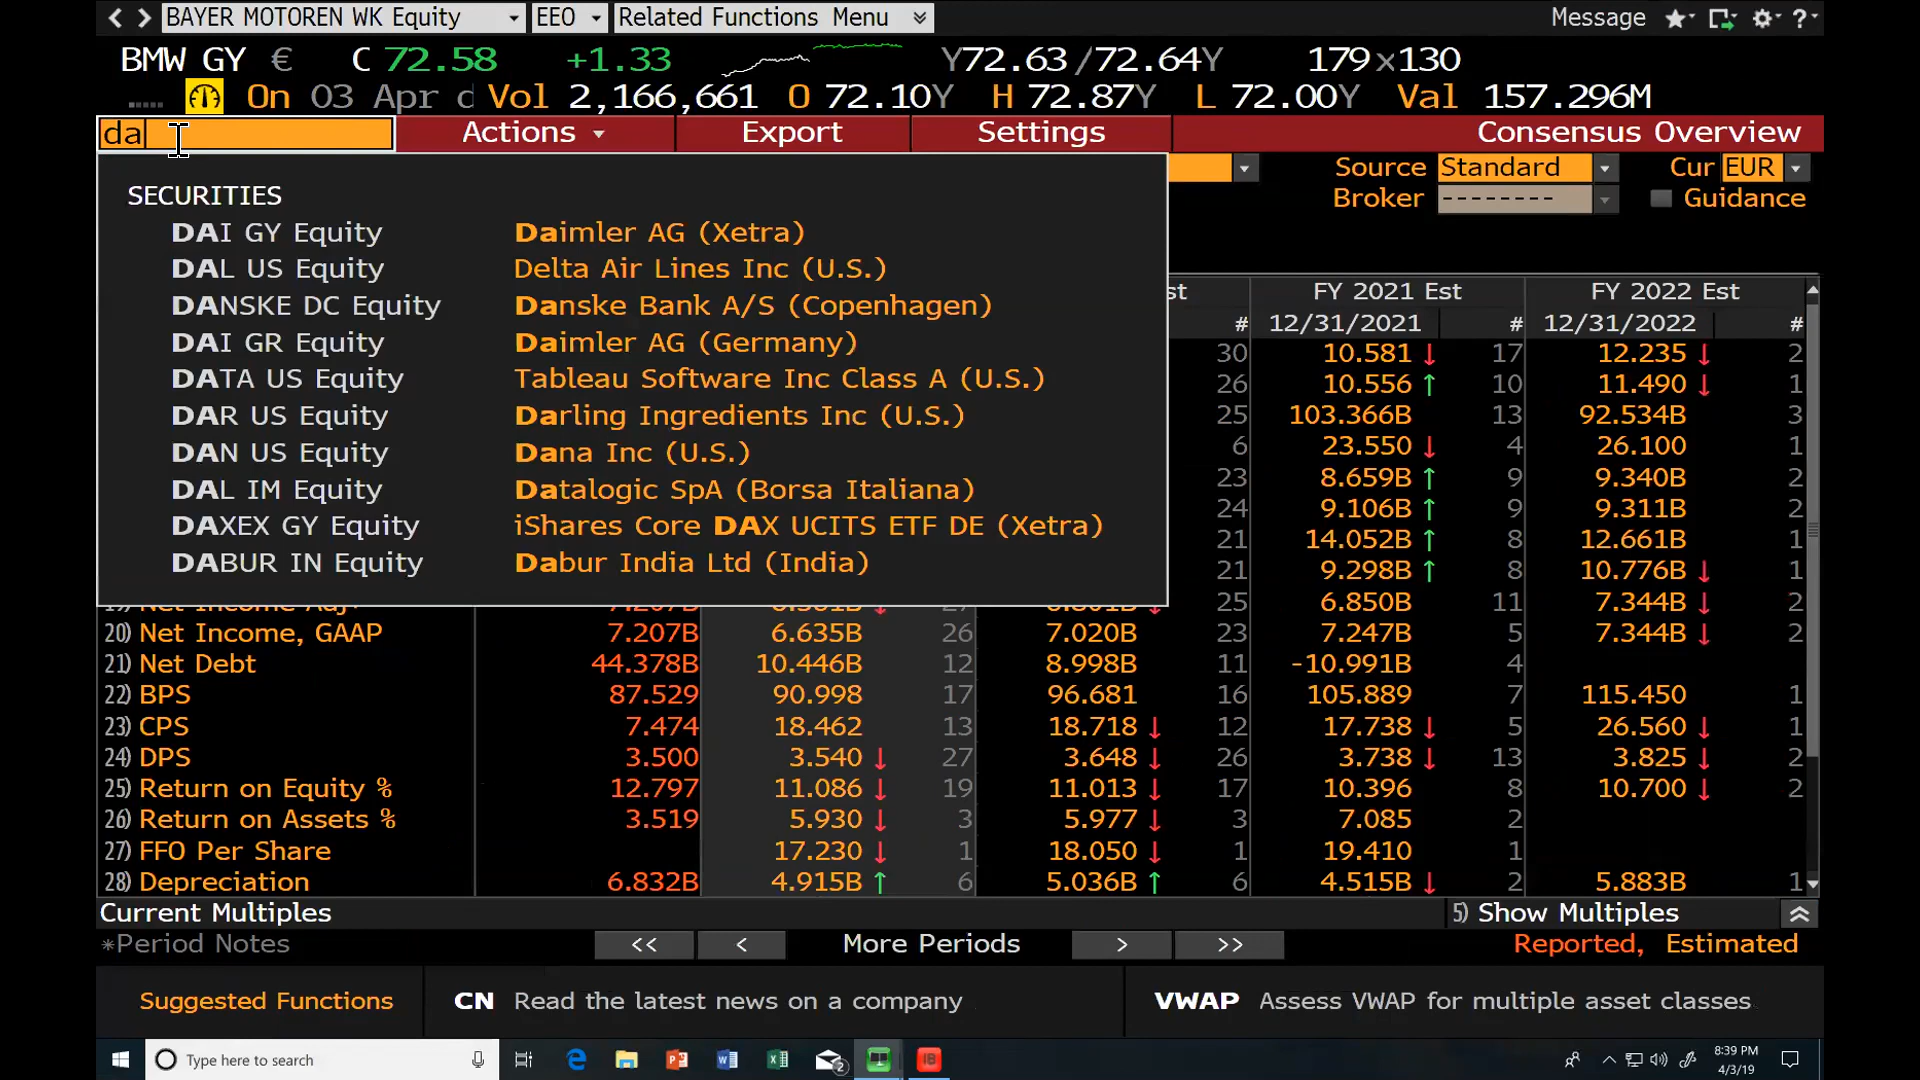 BAYER MOTOREN WK Equity EEO Related Functions Menu Message ?
BMW GY € C 72.58 +1.33 Y72.63/72.64Y 179x130
On 03 Apr d Vol 2,166,661 O 72.10Y H 72.87Y L 72.00Y Val 157.296M
da Actions Export Settings Consensus Overview
Source Standard Cur EUR
Broker -------- Guidance
SECURITIES
DAI GY Equity Daimler AG (Xetra)
DAL US Equity Delta Air Lines Inc (U.S.)
DANSKE DC Equity Danske Bank A/S (Copenhagen)
DAI GR Equity Daimler AG (Germany)
DATA US Equity Tableau Software Inc Class A (U.S.)
DAR US Equity Darling Ingredients Inc (U.S.)
DAN US Equity Dana Inc (U.S.)
DAL IM Equity Datalogic SpA (Borsa Italiana)
DAXEX GY Equity iShares Core DAX UCITS ETF DE (Xetra)
DABUR IN Equity Dabur India Ltd (India)
st FY 2021 Est FY 2022 Est
# 12/31/2021 # 12/31/2022 #
30 10.581 ↓ 17 12.235 ↓ 2
26 10.556 ↑ 10 11.490 ↓ 1
25 103.366B 13 92.534B 3
6 23.550 ↓ 4 26.100 1
23 8.659B ↑ 9 9.340B 2
24 9.106B ↑ 9 9.311B 2
21 14.052B ↑ 8 12.661B 1
21 9.298B ↑ 8 10.776B ↓ 1
25 6.850B 11 7.344B ↓ 2
20) Net Income, GAAP 7.207B 6.635B 26 7.020B 23 7.247B 5 7.344B ↓ 2
21) Net Debt 44.378B 10.446B 12 8.998B 11 -10.991B 4
22) BPS 87.529 90.998 17 96.681 16 105.889 7 115.450 1
23) CPS 7.474 18.462 13 18.718 ↓ 12 17.738 ↓ 5 26.560 ↓ 1
24) DPS 3.500 3.540 ↓ 27 3.648 ↓ 26 3.738 ↓ 13 3.825 ↓ 2
25) Return on Equity % 12.797 11.086 ↓ 19 11.013 ↓ 17 10.396 8 10.700 ↓ 2
26) Return on Assets % 3.519 5.930 ↓ 3 5.977 ↓ 3 7.085 2
27) FFO Per Share 17.230 ↓ 1 18.050 ↓ 1 19.410 1
28) Depreciation 6.832B 4.915B ↑ 6 5.036B ↑ 6 4.515B ↓ 2 5.883B 1
Current Multiples 5) Show Multiples
*Period Notes << < More Periods > >> Reported, Estimated
Suggested Functions CN Read the latest news on a company VWAP Assess VWAP for multiple asset classes
Type here to search 2 IB 8:39 PM
4/3/19